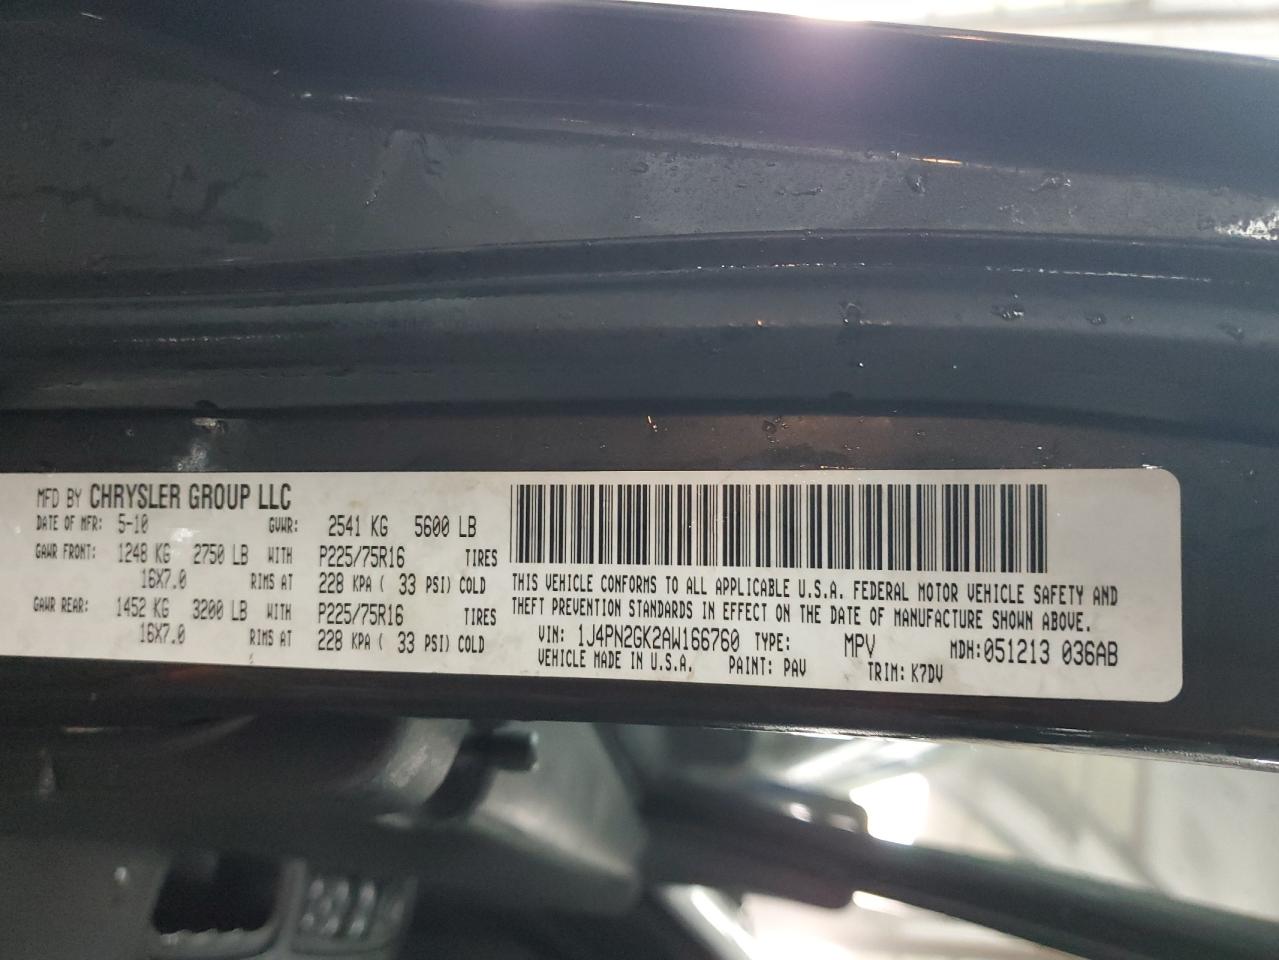 MFD BY CHRYSLER GROUP LLC
DATE OF MFR: 5-10 GVWR: 2541 KG 5600 LB
GAWR FRONT: 1248 KG 2750 LB WITH P225/75R16 TIRES
16X7.0 RIMS AT 228 KPA ( 33 PSI) COLD
GAWR REAR: 1452 KG 3200 LB WITH P225/75R16 TIRES
16X7.0 RIMS AT 228 KPA ( 33 PSI) COLD
THIS VEHICLE CONFORMS TO ALL APPLICABLE U.S.A. FEDERAL MOTOR VEHICLE SAFETY AND
THEFT PREVENTION STANDARDS IN EFFECT ON THE DATE OF MANUFACTURE SHOWN ABOVE.
VIN: 1J4PN2GK2AW166760 TYPE: MPV MDH: 051213 036AB
VEHICLE MADE IN U.S.A. PAINT: PAV TRIM: K7DV